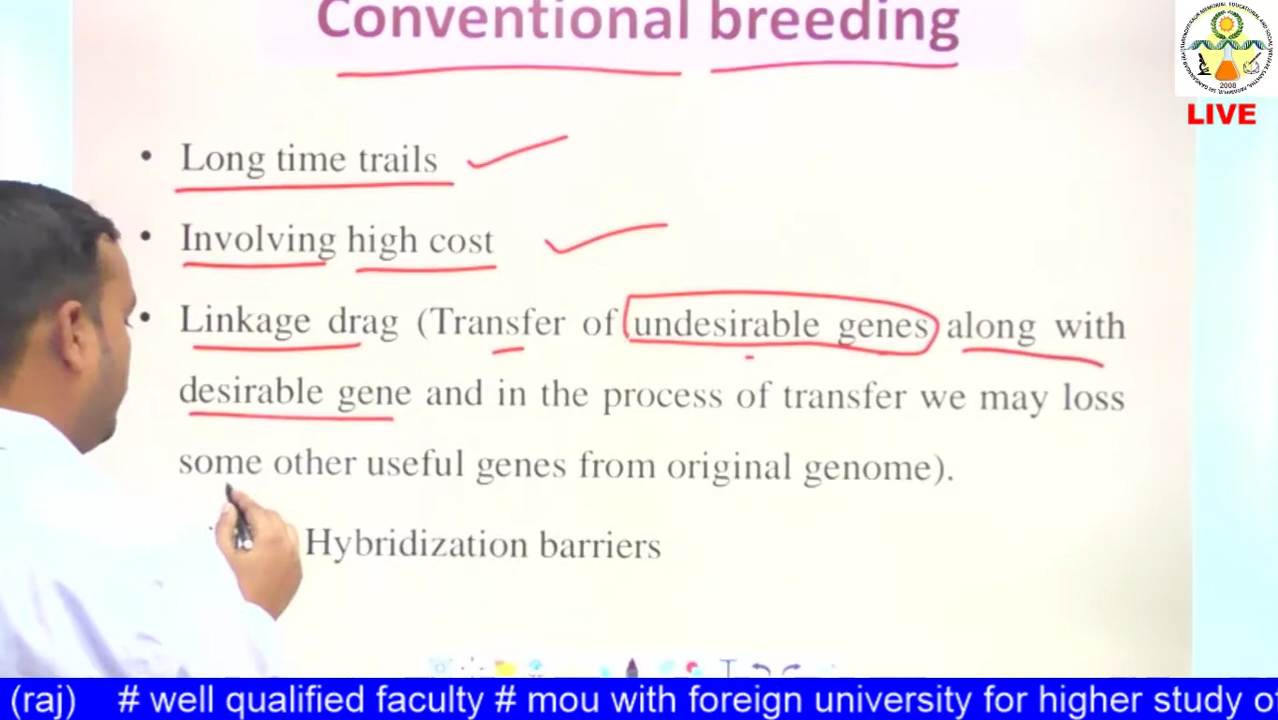 Conventional breeding
LIVE
2008
• Long time trails
• Involving high cost
• Linkage drag (Transfer of undesirable genes along with
desirable gene and in the process of transfer we may loss
some other useful genes from original genome).
Hybridization barriers
(raj) # well qualified faculty # mou with foreign university for higher study of